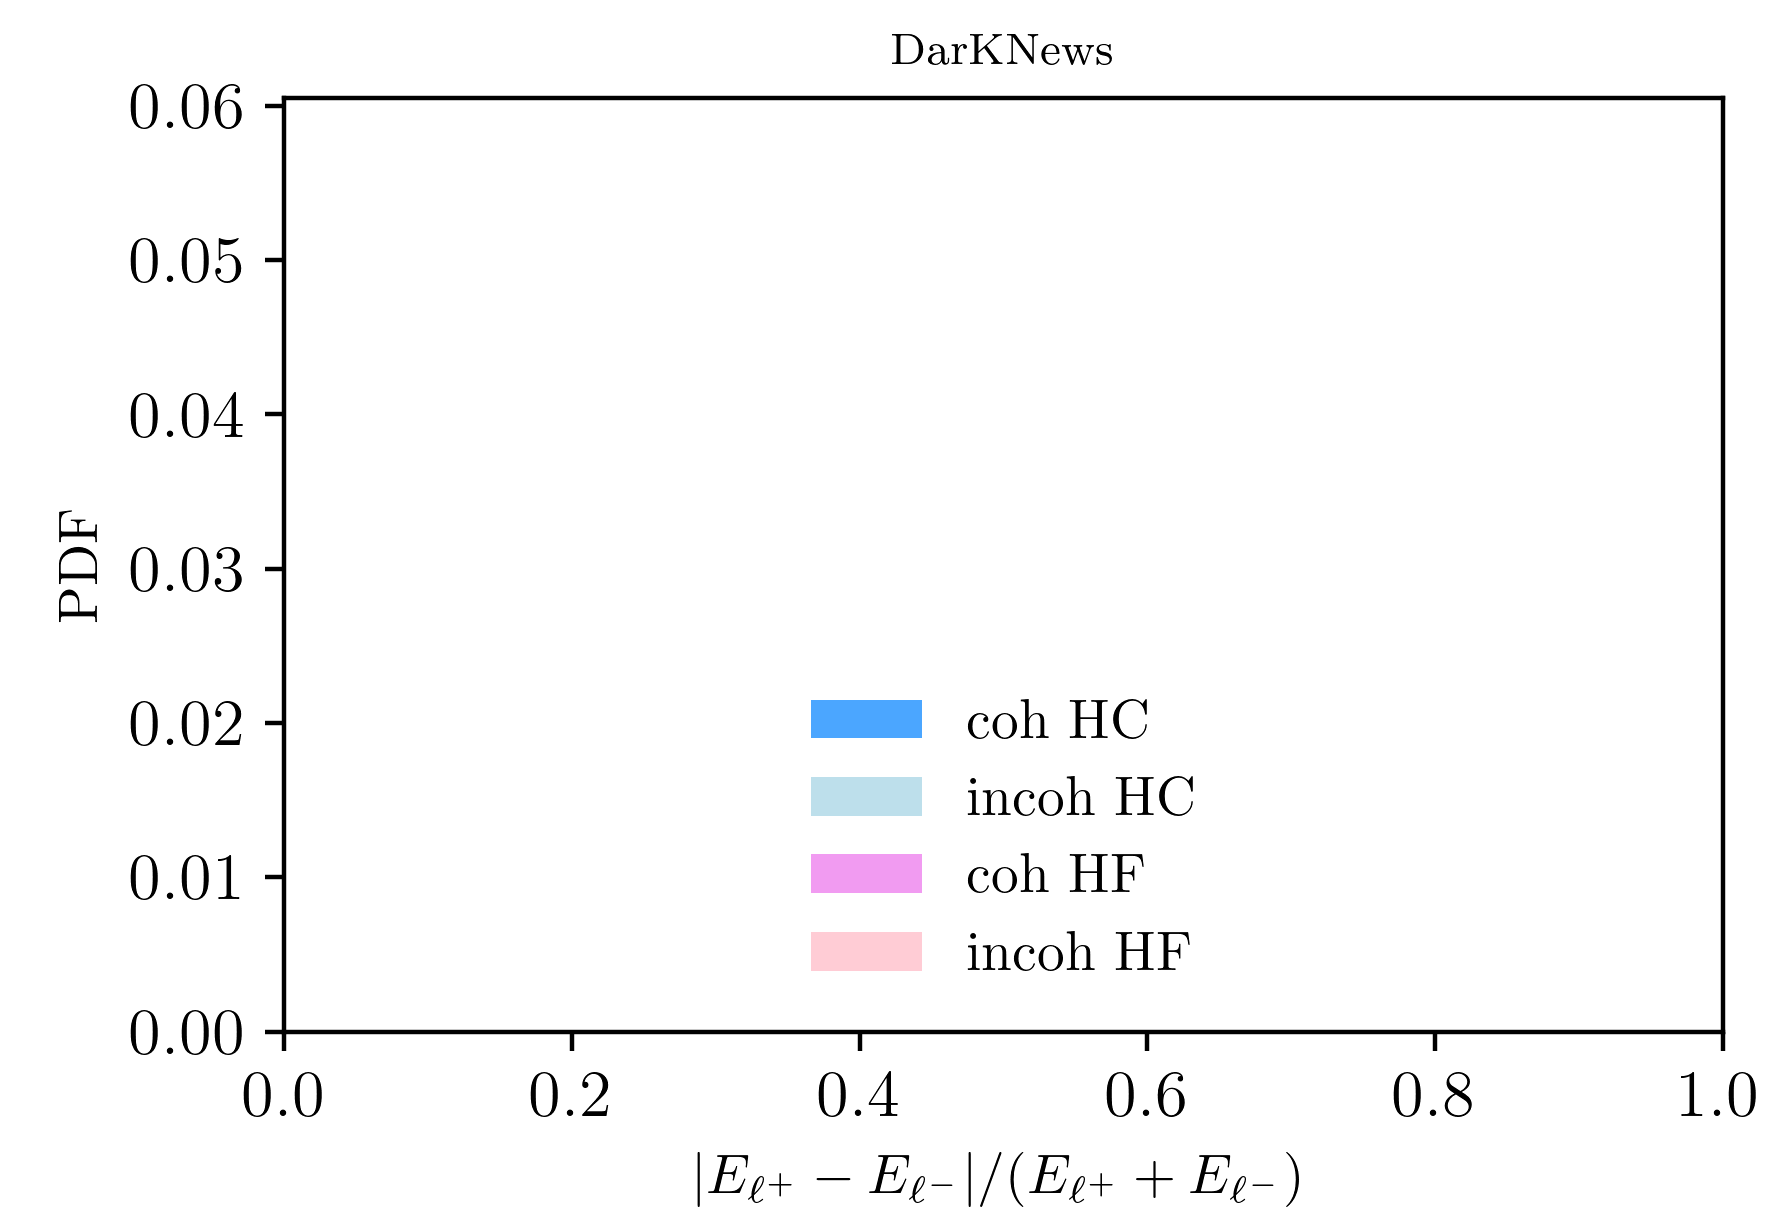 DarKNews
0.06
0.05
0.04
0.03
0.02
0.01
0.00
PDF
coh HC
incoh HC
coh HF
incoh HF
0.0 0.2 0.4 0.6 0.8 1.0
|E_{ℓ^+} − E_{ℓ^−}|/(E_{ℓ^+} + E_{ℓ^−})